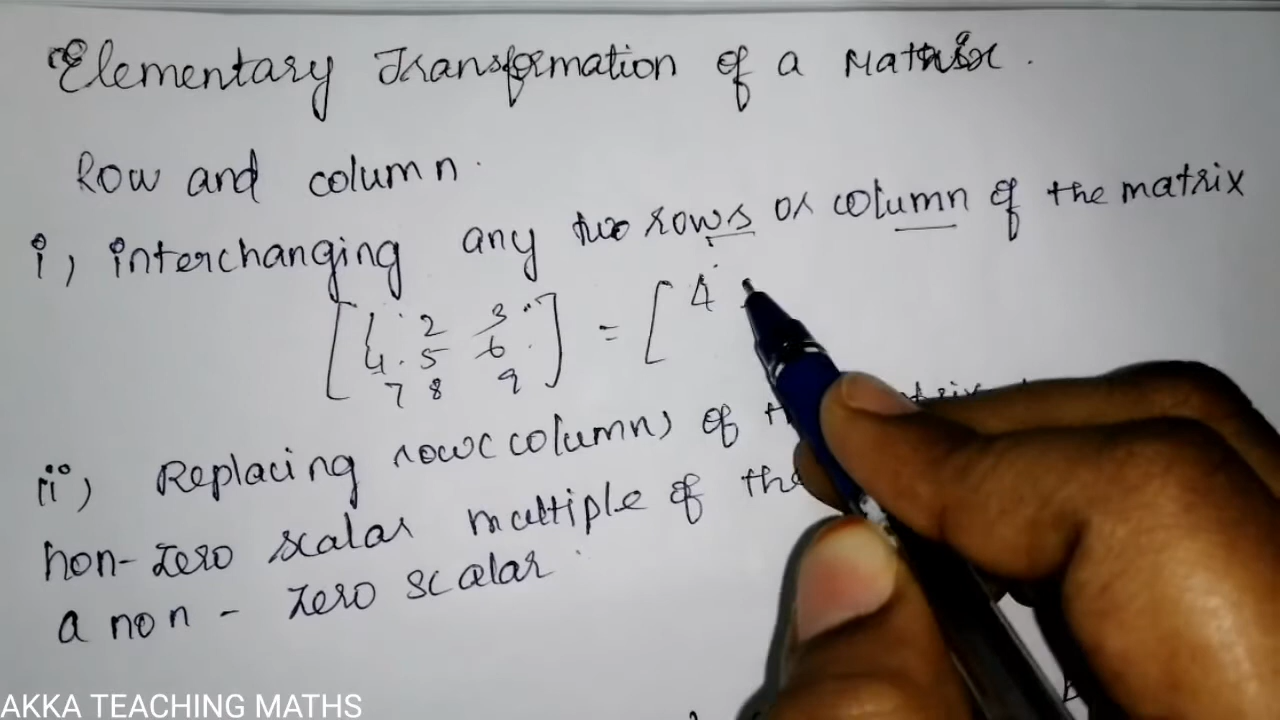 Elementary Transformation of a Matrix.
Row and column.
i, interchanging any two rows or column of the matrix
[ 1 2 3 ] = [ 4
4 5 6
7 8 9
ii) Replacing row(column) of
non-zero scalar multiple of the
a non - zero scalar.
AKKA TEACHING MATHS